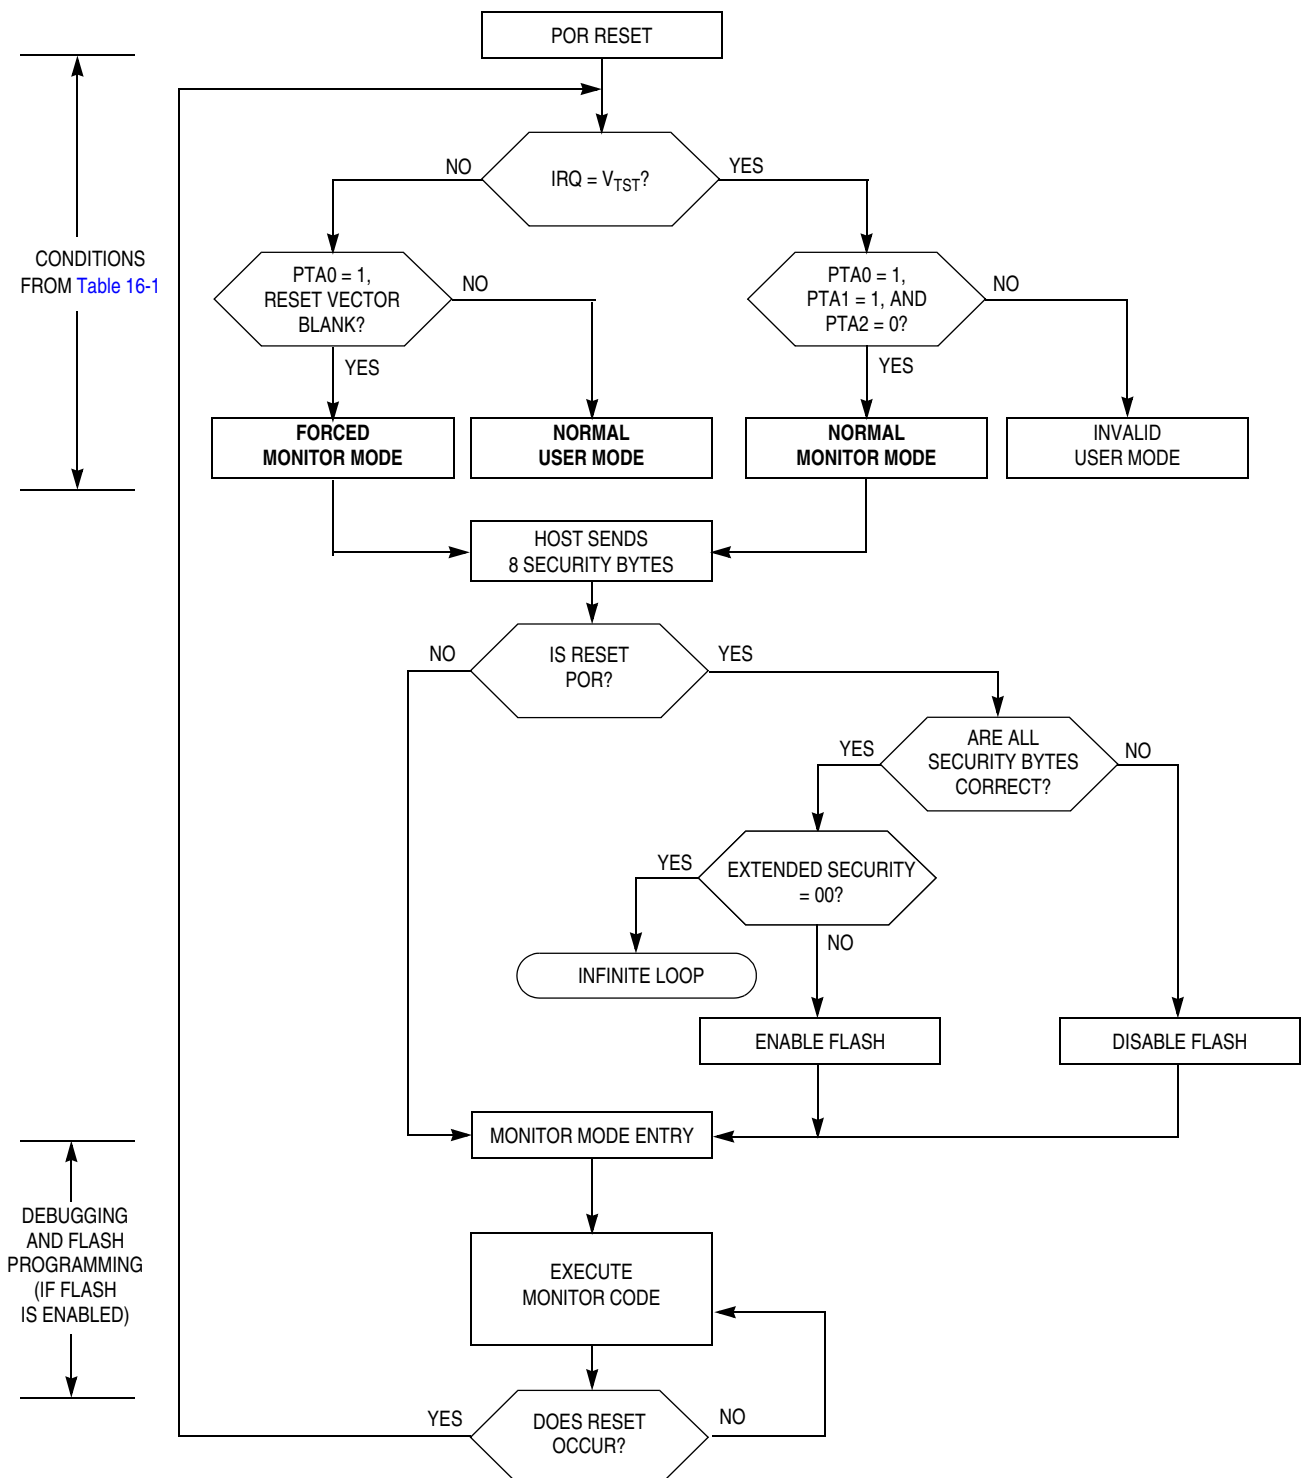 POR RESET
IRQ = VTST?
NO
YES
CONDITIONS
FROM Table 16-1
PTA0 = 1,
RESET VECTOR
BLANK?
NO
YES
PTA0 = 1,
PTA1 = 1, AND
PTA2 = 0?
NO
YES
FORCED
MONITOR MODE
NORMAL
USER MODE
NORMAL
MONITOR MODE
INVALID
USER MODE
HOST SENDS
8 SECURITY BYTES
IS RESET
POR?
NO
YES
ARE ALL
SECURITY BYTES
CORRECT?
YES
NO
EXTENDED SECURITY
= 00?
YES
NO
INFINITE LOOP
ENABLE FLASH
DISABLE FLASH
MONITOR MODE ENTRY
DEBUGGING
AND FLASH
PROGRAMMING
(IF FLASH
IS ENABLED)
EXECUTE
MONITOR CODE
DOES RESET
OCCUR?
YES
NO